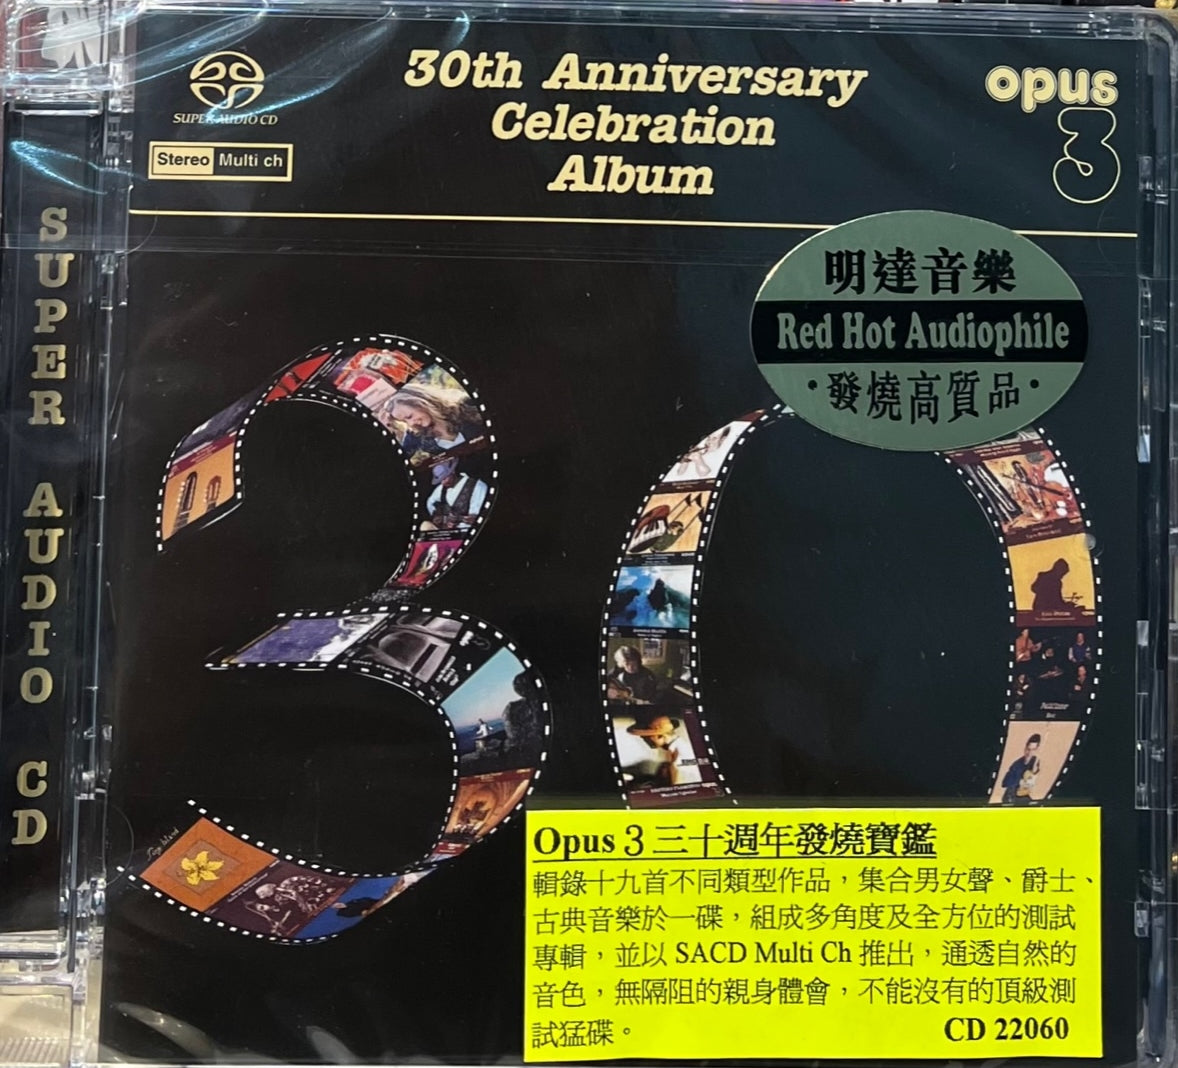 SUPER AUDIO CD
Stereo Multi ch
30th Anniversary
Celebration
Album
opus
3
SUPER AUDIO CD
明達音樂
Red Hot Audiophile
·發燒高質品·
Opus 3 三十週年發燒寶鑑
輯錄十九首不同類型作品，集合男女聲、爵士、
古典音樂於一碟，組成多角度及全方位的測試
專輯，並以 SACD Multi Ch 推出，通透自然的
音色，無隔阻的親身體會，不能沒有的頂級測
試猛碟。
CD 22060